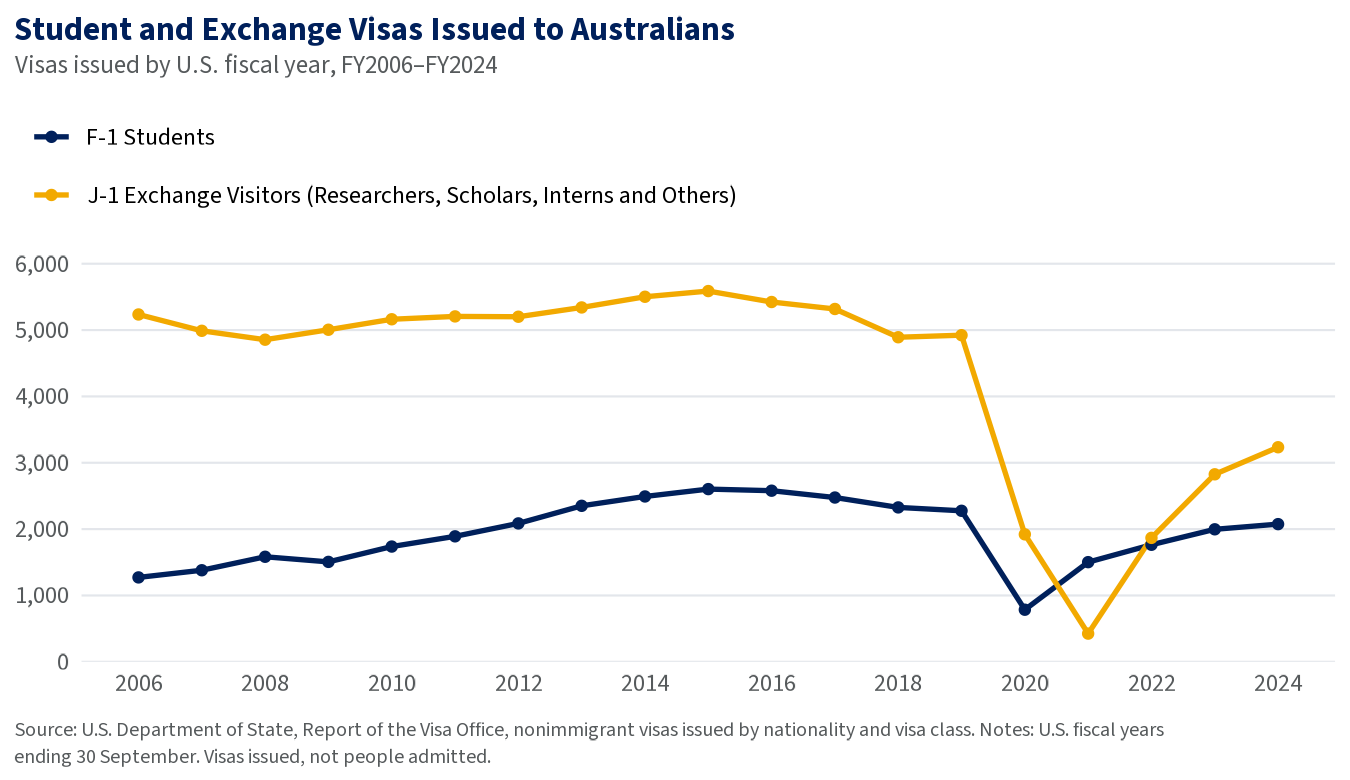 Student and Exchange Visas Issued to Australians
Visas issued by U.S. fiscal year, FY2006–FY2024
F-1 Students
J-1 Exchange Visitors (Researchers, Scholars, Interns and Others)
6,000
5,000
4,000
3,000
2,000
1,000
0
2006 2008 2010 2012 2014 2016 2018 2020 2022 2024
Source: U.S. Department of State, Report of the Visa Office, nonimmigrant visas issued by nationality and visa class. Notes: U.S. fiscal years
ending 30 September. Visas issued, not people admitted.